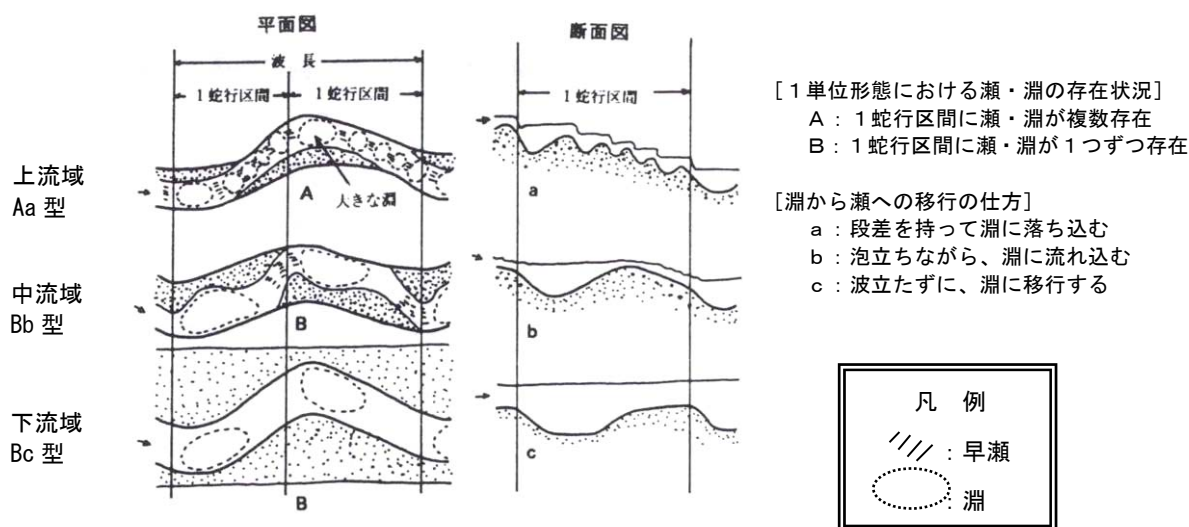 平面図
波長
1蛇行区間 1蛇行区間
上流域
Aa 型
A
大きな淵
中流域
Bb 型
B
下流域
Bc 型
B
断面図
1蛇行区間
a
b
c
[1単位形態における瀬・淵の存在状況]
A：1蛇行区間に瀬・淵が複数存在
B：1蛇行区間に瀬・淵が1つずつ存在
[淵から瀬への移行の仕方]
a：段差を持って淵に落ち込む
b：泡立ちながら、淵に流れ込む
c：波立たずに、淵に移行する
凡 例
：早瀬
：淵